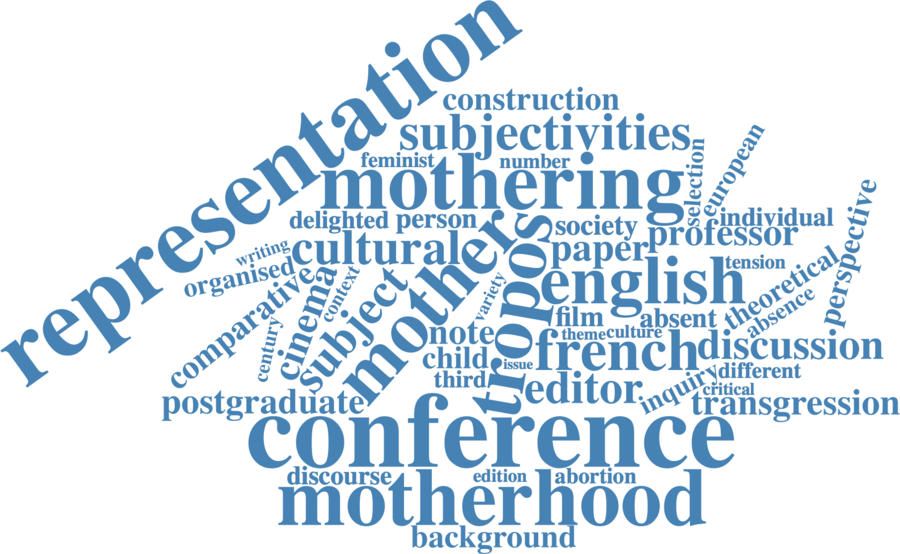 representation
construction
subjectivities
feminist
number
mothering
selection
european
delighted
person
society
individual
professor
perspective
writing
cultural
mother
tropos
paper
tension
organised
comparative
cinema
context
subject
variety
english
theoretical
absence
century
note
film
absent
theme
culture
child
issue
french
discussion
third
editor
inquiry
different
critical
postgraduate
transgression
conference
discourse
edition
abortion
motherhood
background